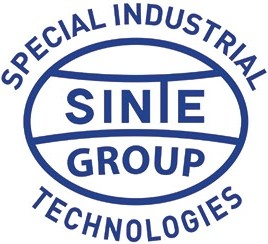 SPECIAL INDUSTRIAL
SINTE
GROUP
TECHNOLOGIES